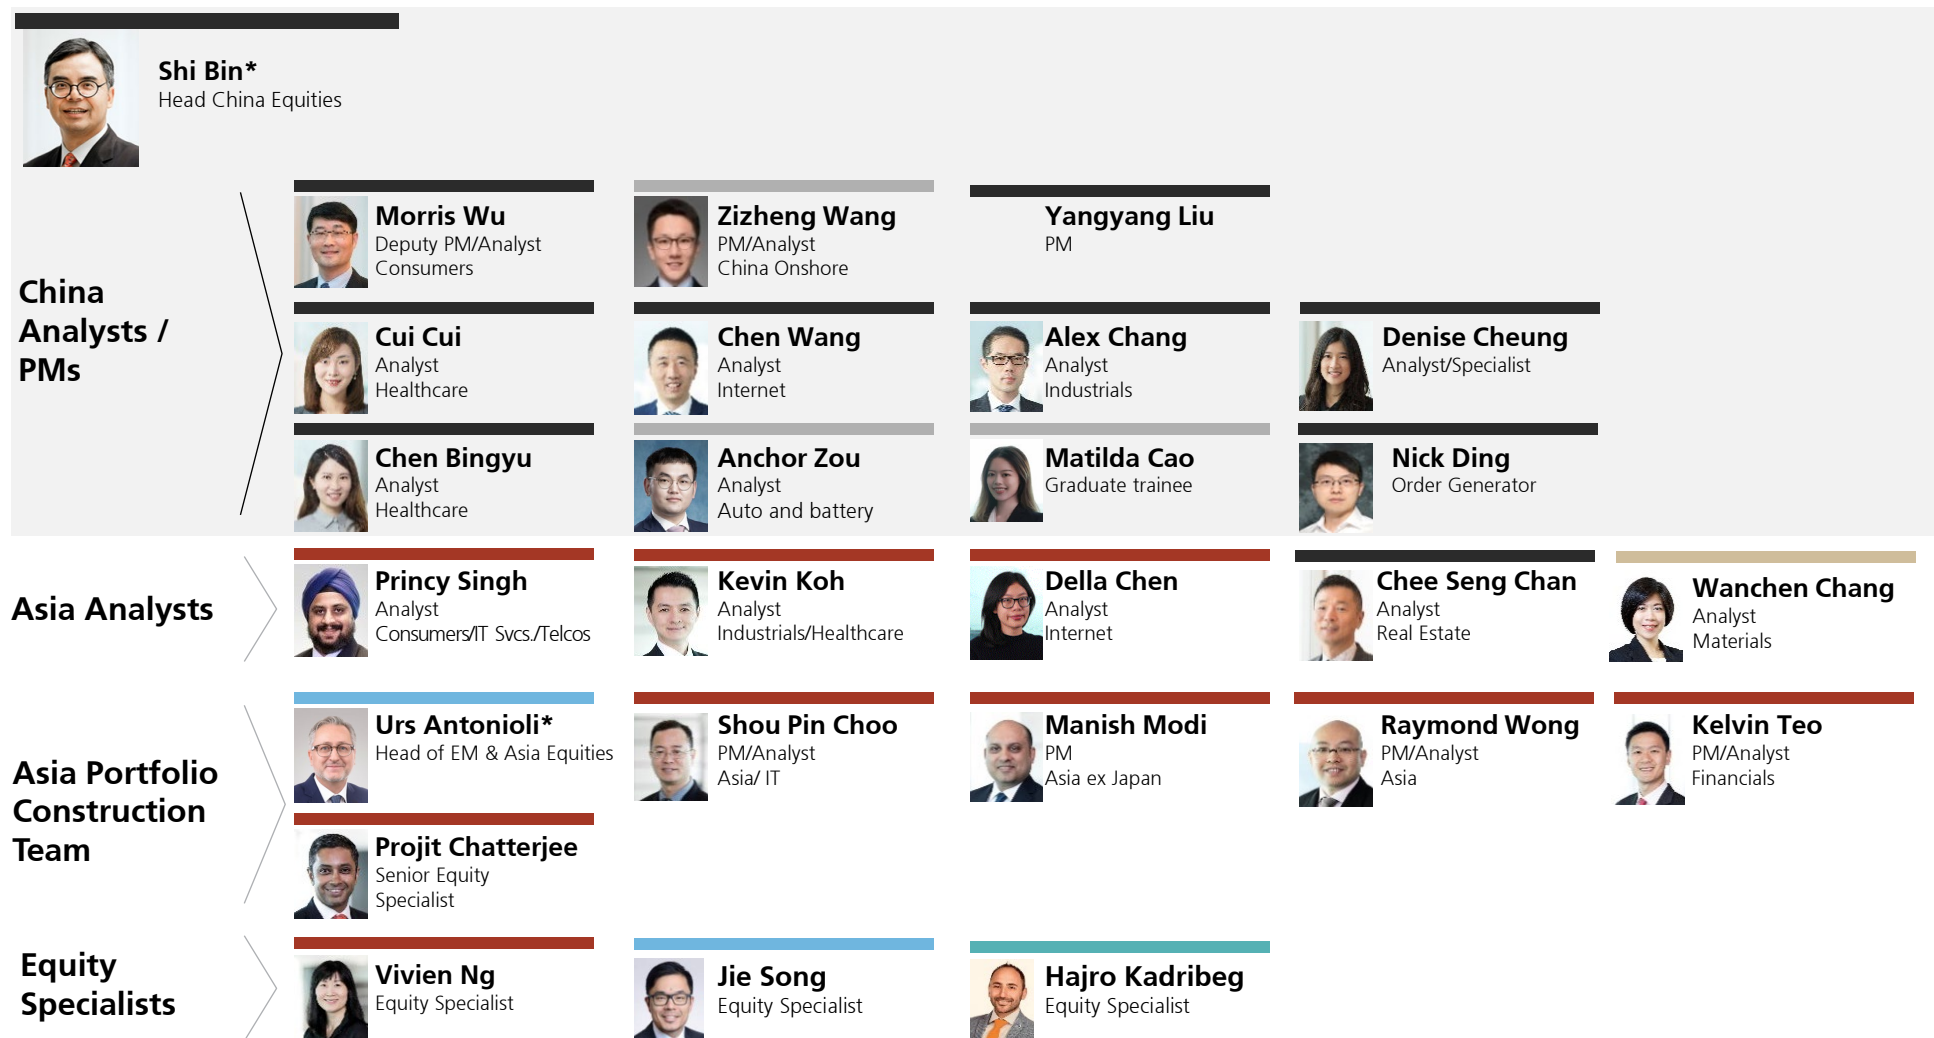 Shi Bin*
Head China Equities
China
Analysts /
PMs
Morris Wu
Deputy PM/Analyst
Consumers
Zizheng Wang
PM/Analyst
China Onshore
Yangyang Liu
PM
Cui Cui
Analyst
Healthcare
Chen Wang
Analyst
Internet
Alex Chang
Analyst
Industrials
Denise Cheung
Analyst/Specialist
Chen Bingyu
Analyst
Healthcare
Anchor Zou
Analyst
Auto and battery
Matilda Cao
Graduate trainee
Nick Ding
Order Generator
Asia Analysts
Princy Singh
Analyst
Consumers/IT Svcs./Telcos
Kevin Koh
Analyst
Industrials/Healthcare
Della Chen
Analyst
Internet
Chee Seng Chan
Analyst
Real Estate
Wanchen Chang
Analyst
Materials
Asia Portfolio
Construction
Team
Urs Antonioli*
Head of EM & Asia Equities
Shou Pin Choo
PM/Analyst
Asia/ IT
Manish Modi
PM
Asia ex Japan
Raymond Wong
PM/Analyst
Asia
Kelvin Teo
PM/Analyst
Financials
Projit Chatterjee
Senior Equity
Specialist
Equity
Specialists
Vivien Ng
Equity Specialist
Jie Song
Equity Specialist
Hajro Kadribeg
Equity Specialist